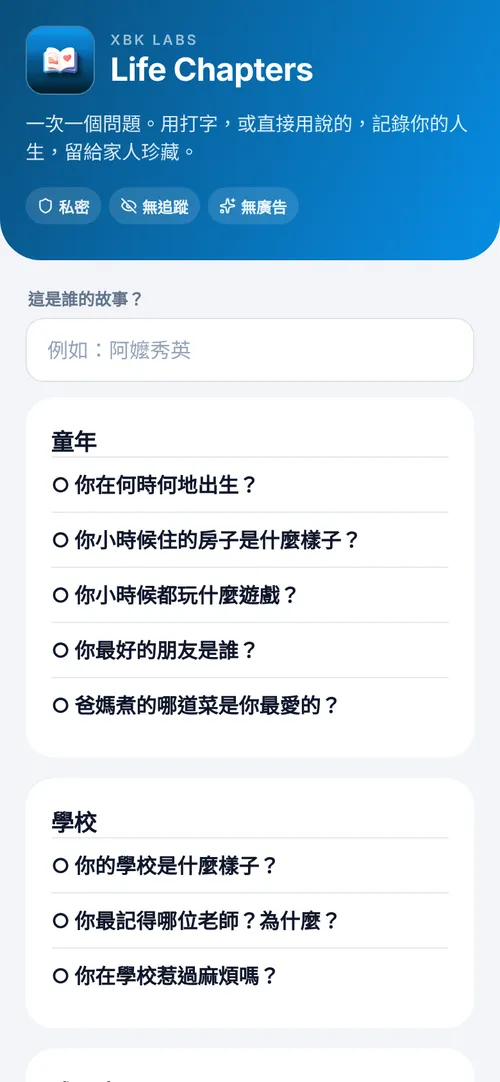 XBK LABS
Life Chapters
一次一個問題。用打字，或直接用說的，記錄你的人
生，留給家人珍藏。
私密
無追蹤
無廣告
這是誰的故事？
例如：阿嬤秀英
童年
你在何時何地出生？
你小時候住的房子是什麼樣子？
你小時候都玩什麼遊戲？
你最好的朋友是誰？
爸媽煮的哪道菜是你最愛的？
學校
你的學校是什麼樣子？
你最記得哪位老師？為什麼？
你在學校惹過麻煩嗎？